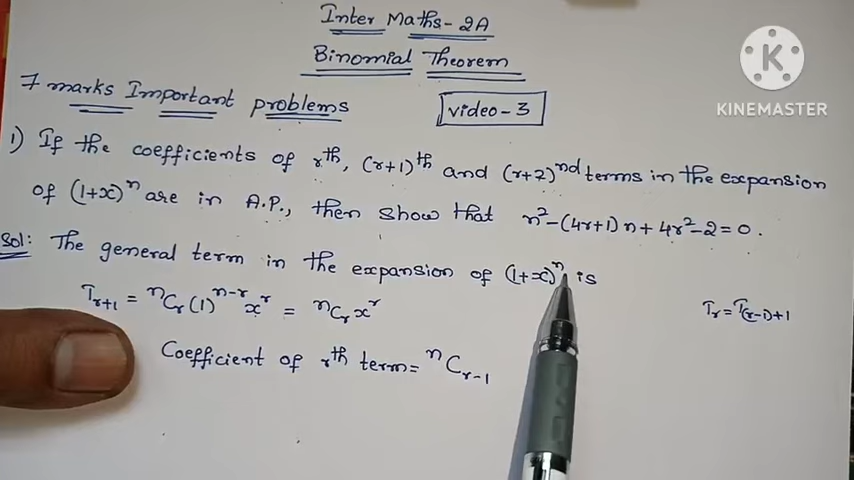 Inter Maths-2A
Binomial Theorem
7 marks Important problems
video-3
K
KINEMASTER
1) If the coefficients of rth, (r+1)th and (r+2)nd terms in the expansion
of (1+x)^n are in A.P., then show that n²-(4r+1)n+4r²-2=0.
Sol: The general term in the expansion of (1+x)^n is
T_{r+1} = ^nC_r (1)^{n-r} x^r = ^nC_r x^r
T_r = T_{(r-1)+1}
Coefficient of rth term = ^nC_{r-1}